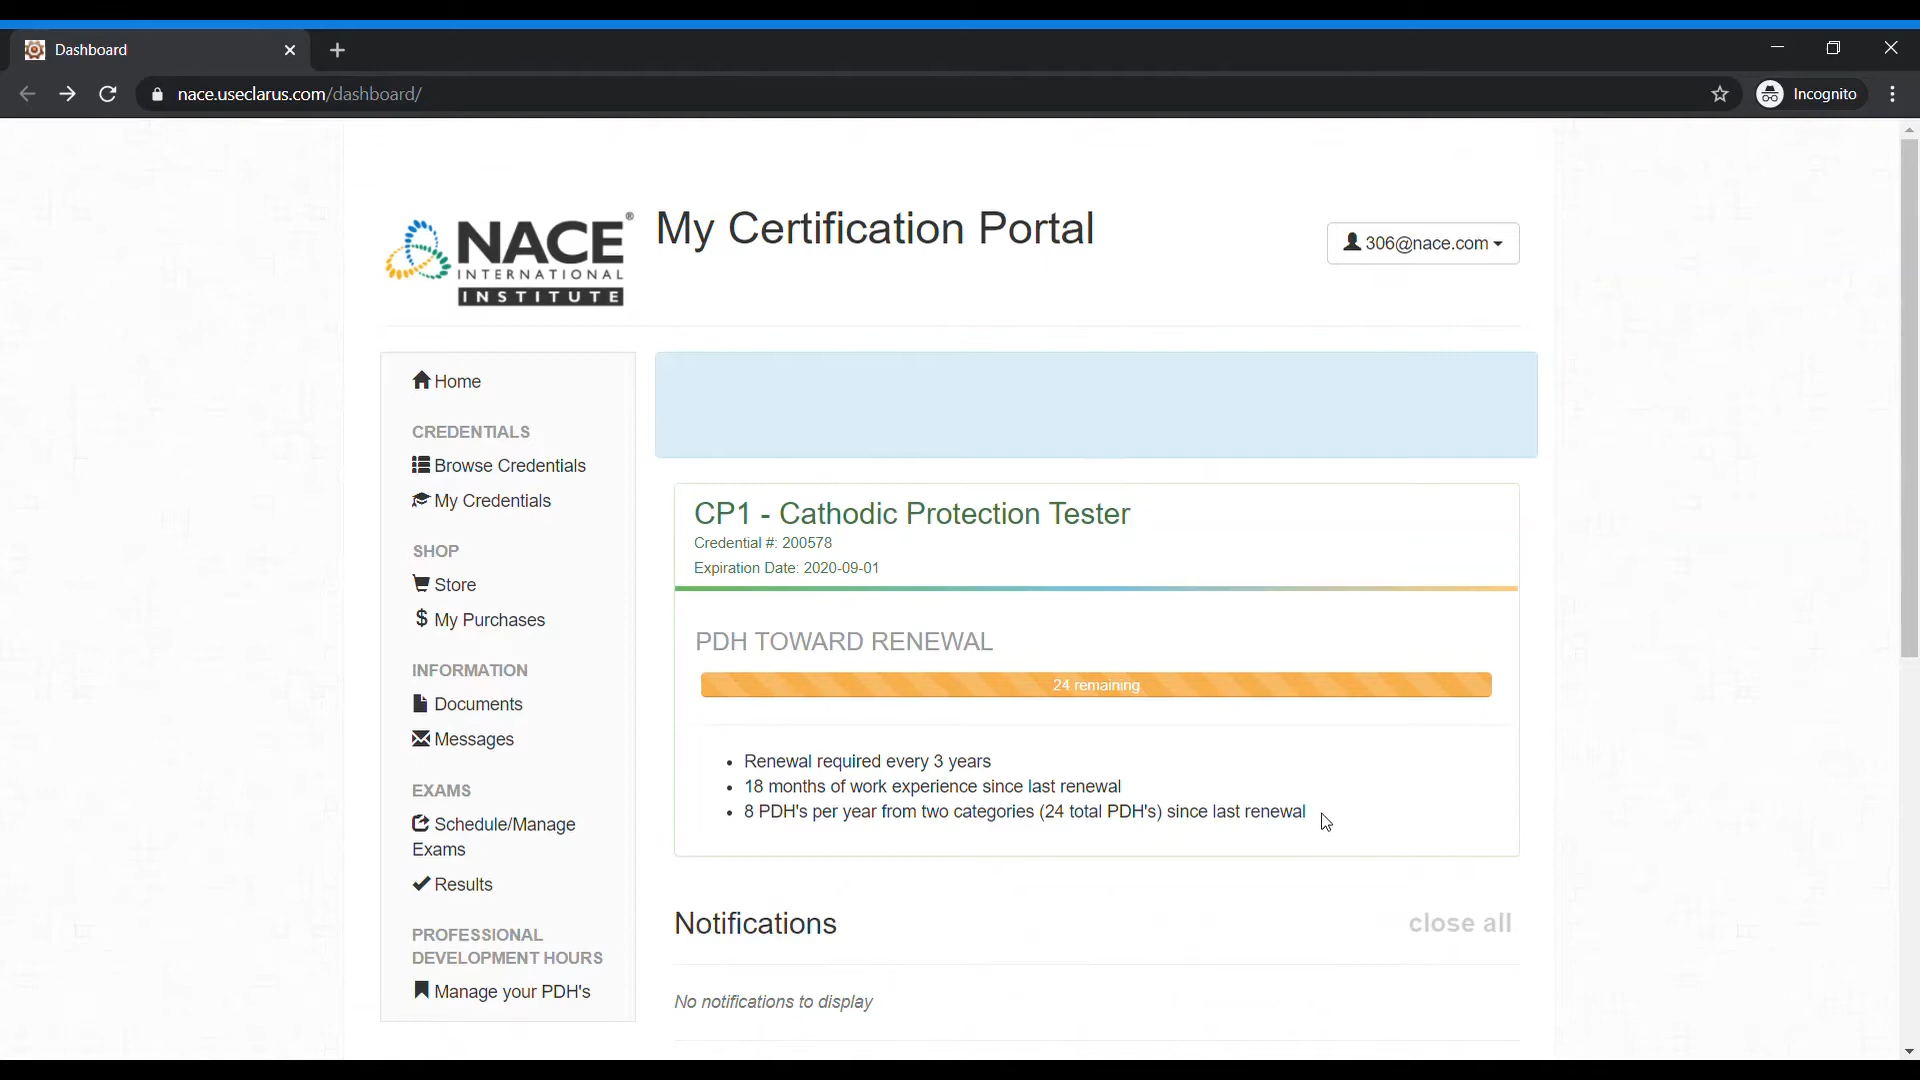 Dashboard
nace.useclarus.com/dashboard/
Incognito
NACE®
INTERNATIONAL
INSTITUTE
My Certification Portal
306@nace.com
Home
CREDENTIALS
Browse Credentials
My Credentials
SHOP
Store
My Purchases
INFORMATION
Documents
Messages
EXAMS
Schedule/Manage
Exams
Results
PROFESSIONAL
DEVELOPMENT HOURS
Manage your PDH's
CP1 - Cathodic Protection Tester
Credential #: 200578
Expiration Date: 2020-09-01
PDH TOWARD RENEWAL
24 remaining
• Renewal required every 3 years
• 18 months of work experience since last renewal
• 8 PDH's per year from two categories (24 total PDH's) since last renewal
Notifications
close all
No notifications to display